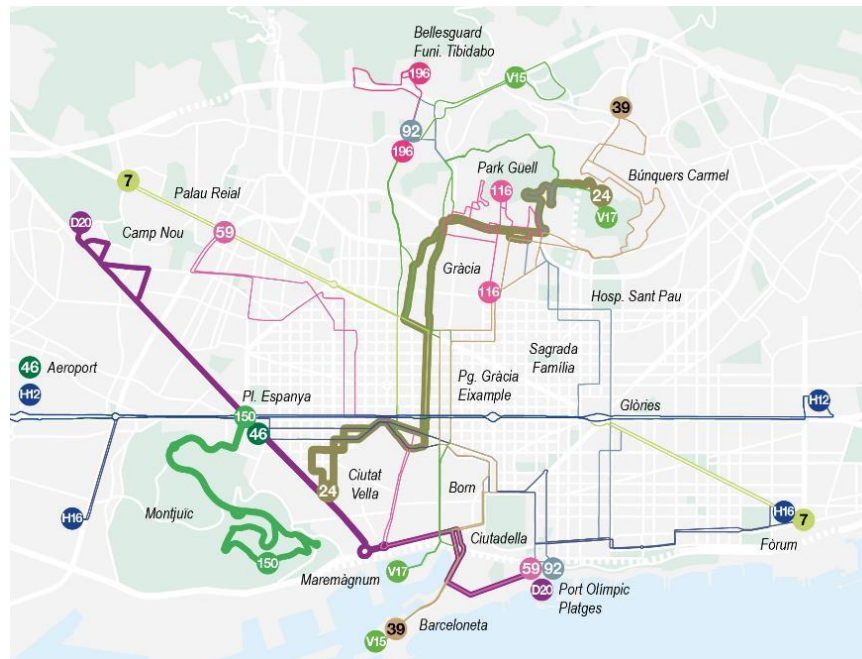 Bellesguard
Funi. Tibidabo
196
V15
92
39
196
Park Güell
Búnquers Carmel
7
Palau Reial
116
24
V17
D20
Camp Nou
59
Gràcia
116
Hosp. Sant Pau
Sagrada
Família
46 Aeroport
H12
Pl. Espanya
Pg. Gràcia
Eixample
Glòries
H12
150
46
Ciutat
Vella
24
Born
H16
Montjuïc
Ciutadella
H16
7
Fòrum
150
Maremàgnum
V17
59
92
D20
Port Olímpic
Platges
39
Barceloneta
V15